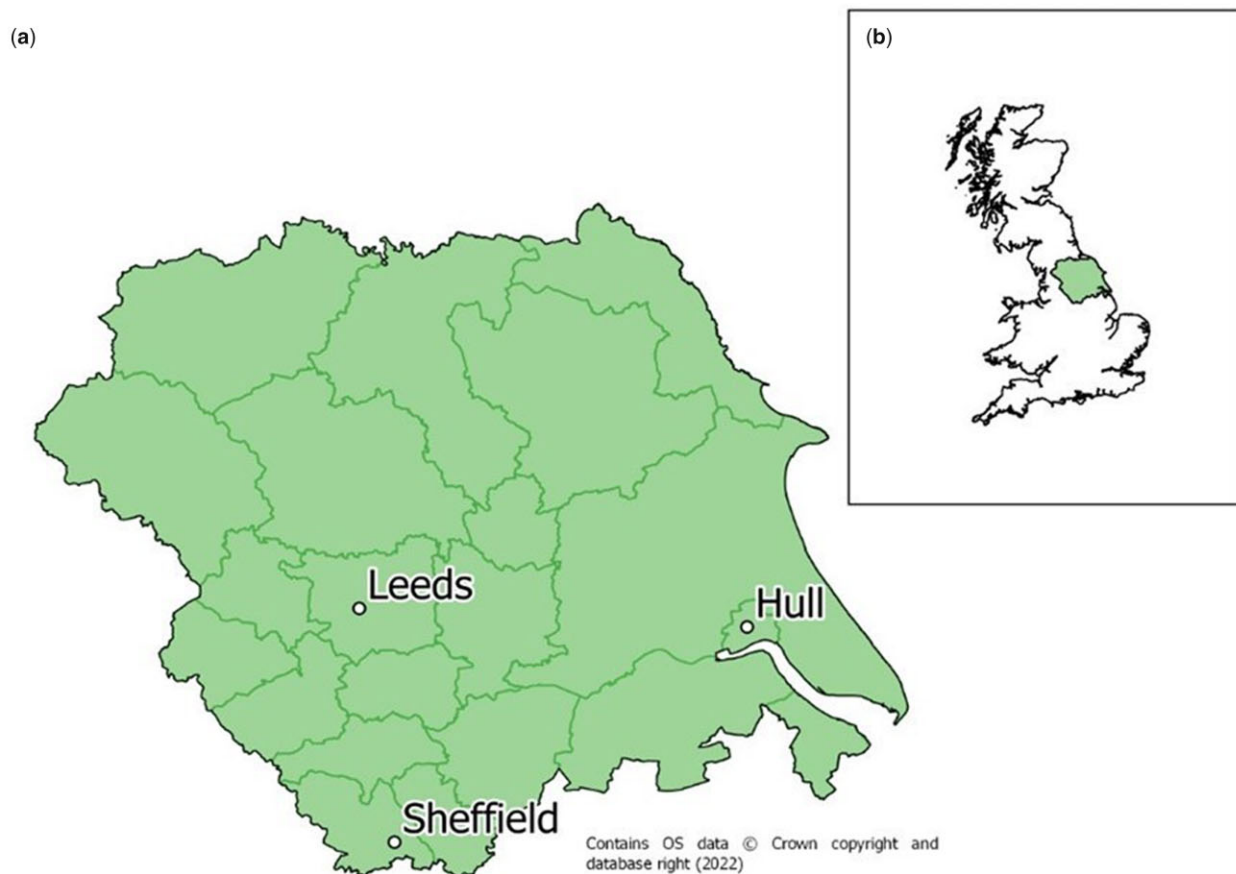 (a)
(b)
Leeds
Hull
Sheffield
Contains OS data © Crown copyright and
database right (2022)